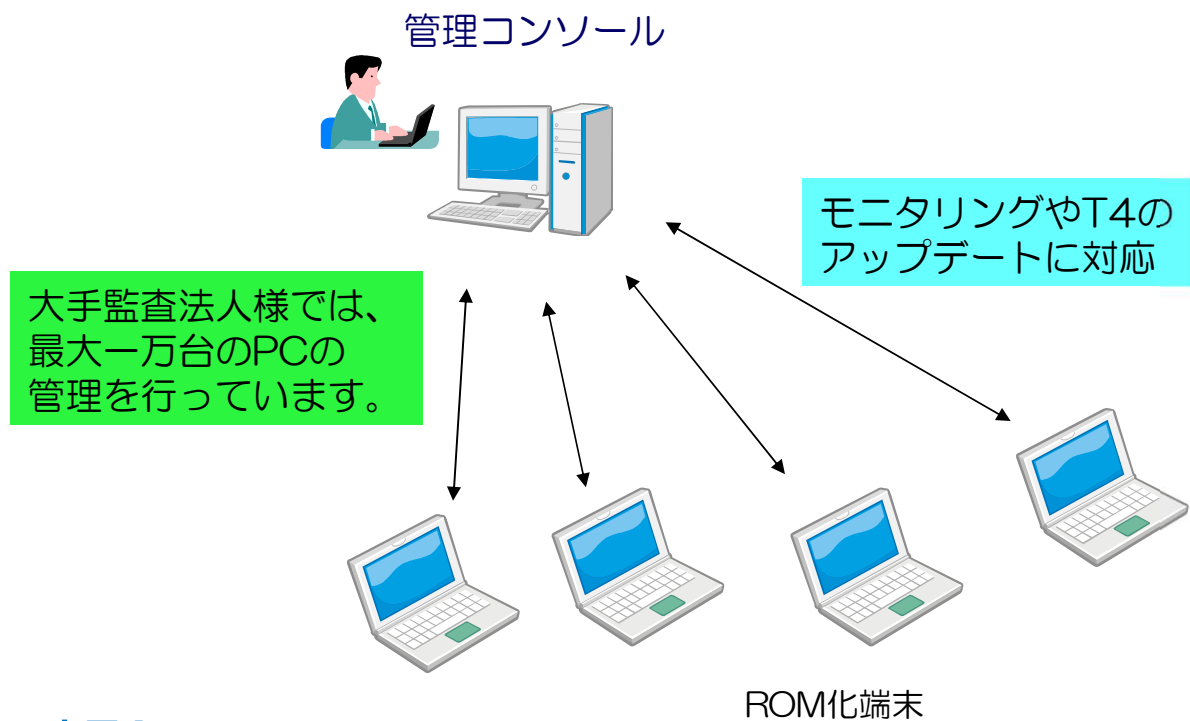 管理コンソール
モニタリングやT4の
アップデートに対応
大手監査法人様では、
最大一万台のPCの
管理を行っています。
ROM化端末